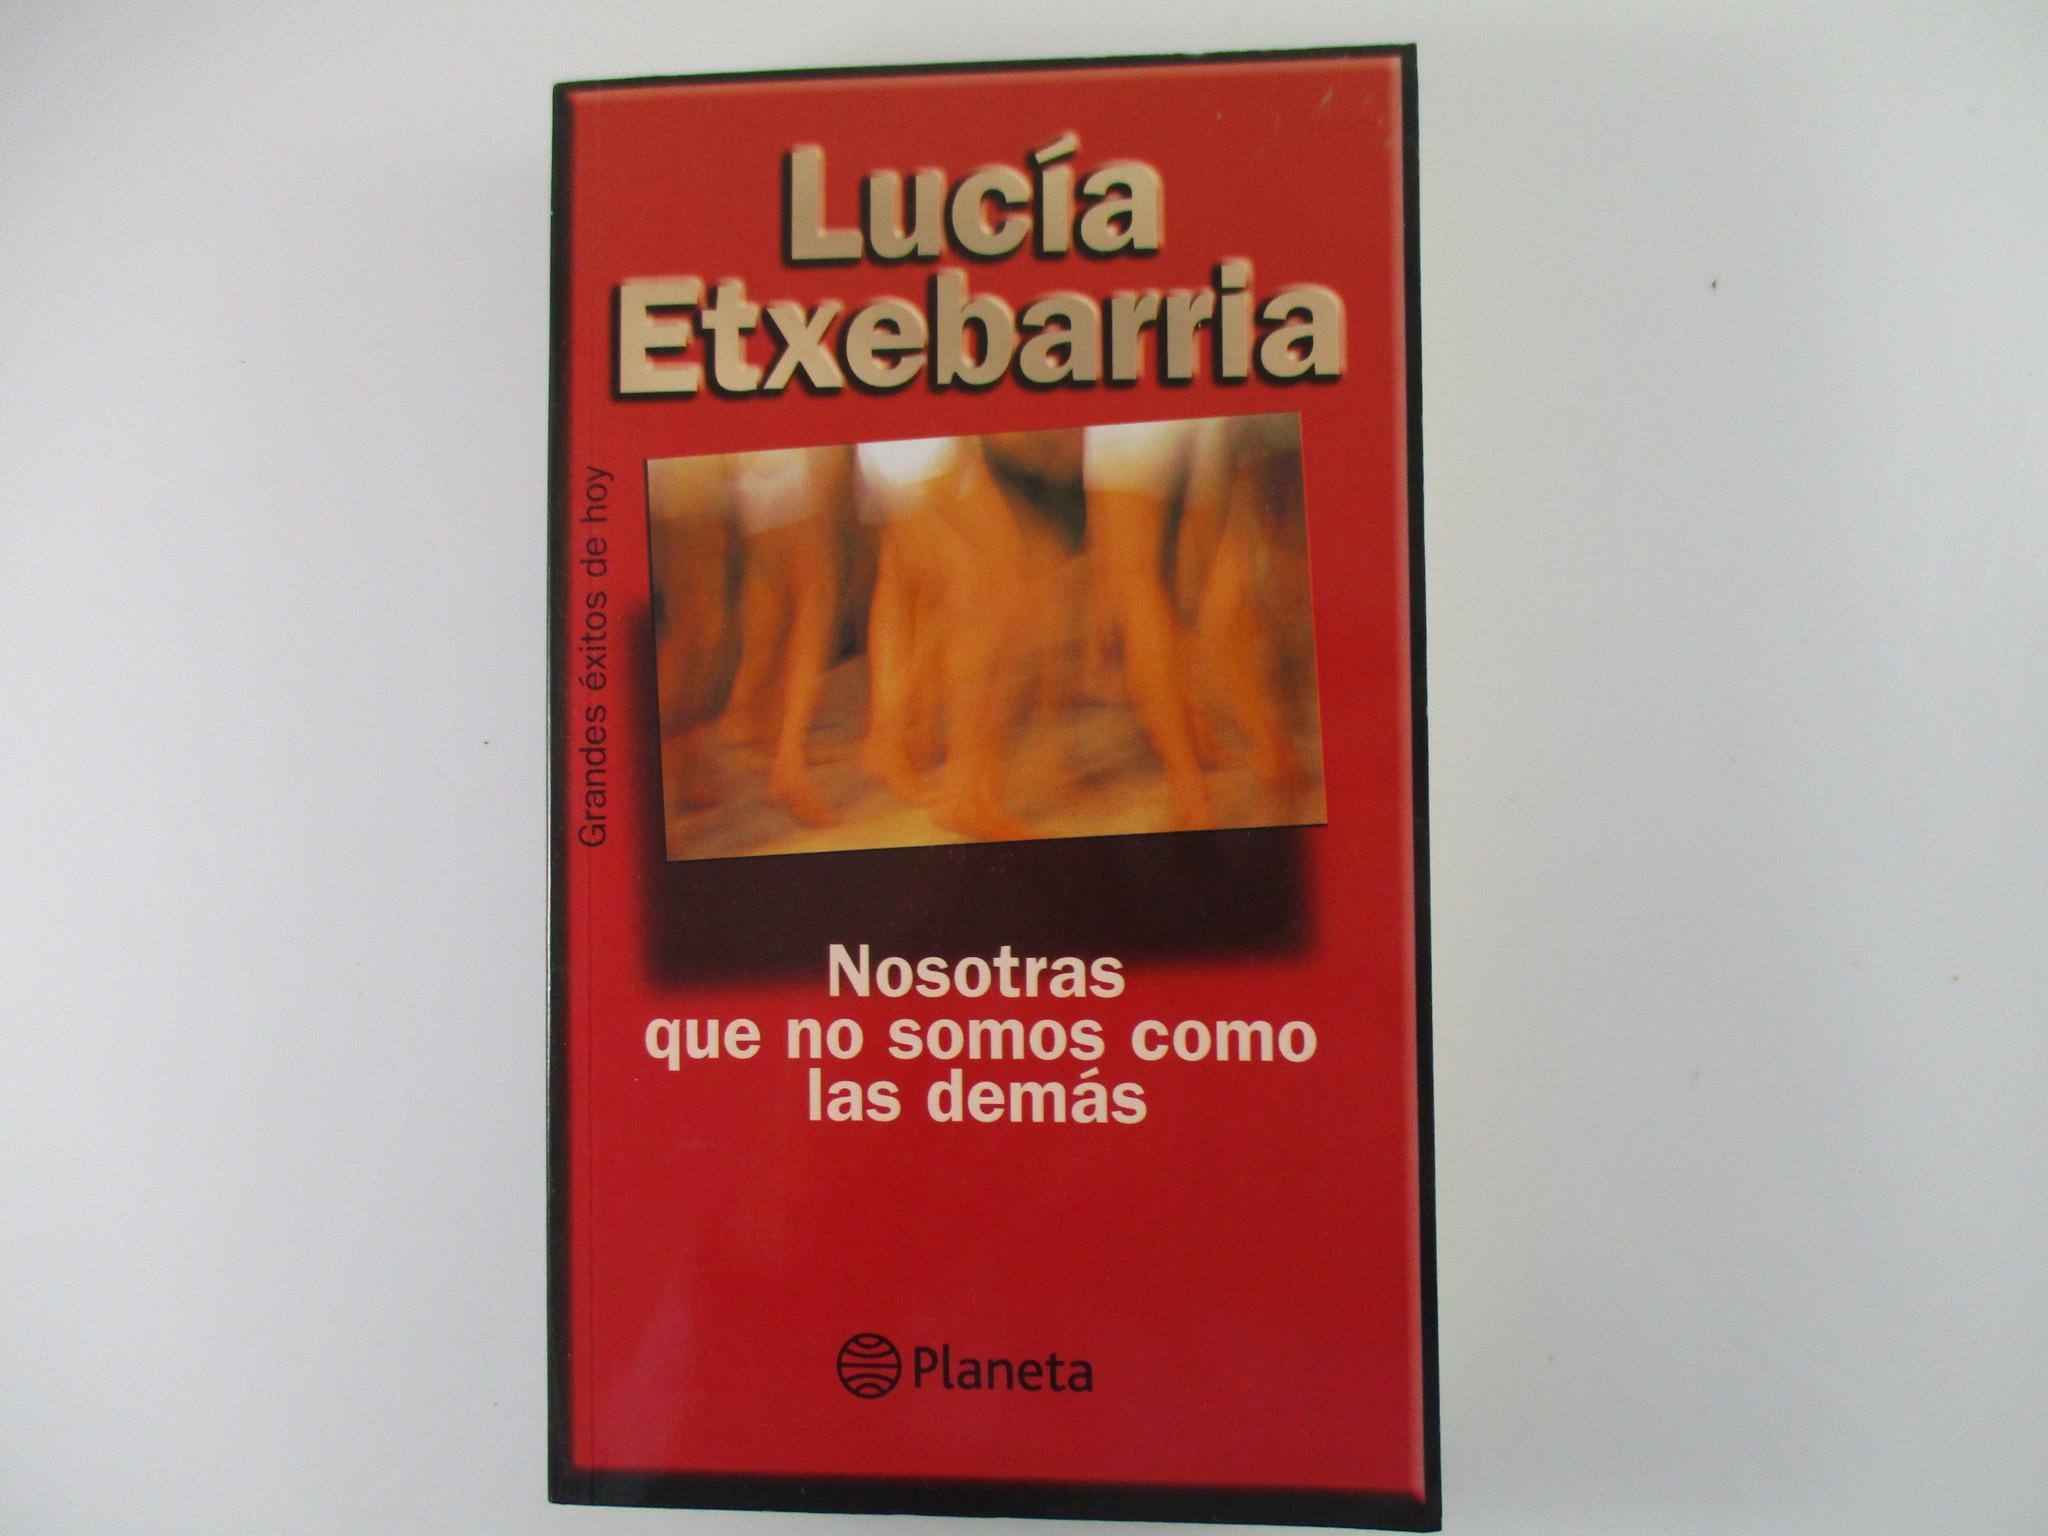 Lucía
Etxebarria
Grandes éxitos de hoy
Nosotras
que no somos como
las demás
Planeta